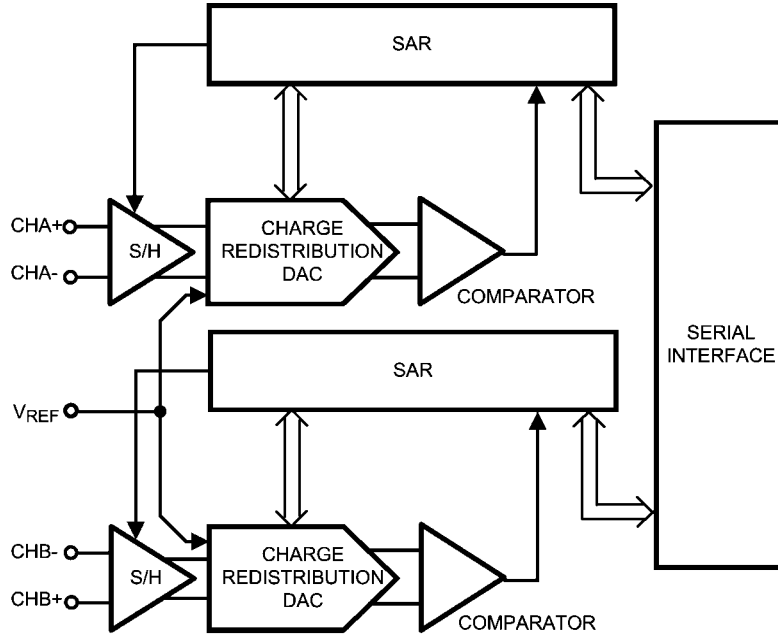 SAR
CHA+
CHA-
S/H
CHARGE
REDISTRIBUTION
DAC
COMPARATOR
SERIAL
INTERFACE
SAR
VREF
CHB-
CHB+
S/H
CHARGE
REDISTRIBUTION
DAC
COMPARATOR